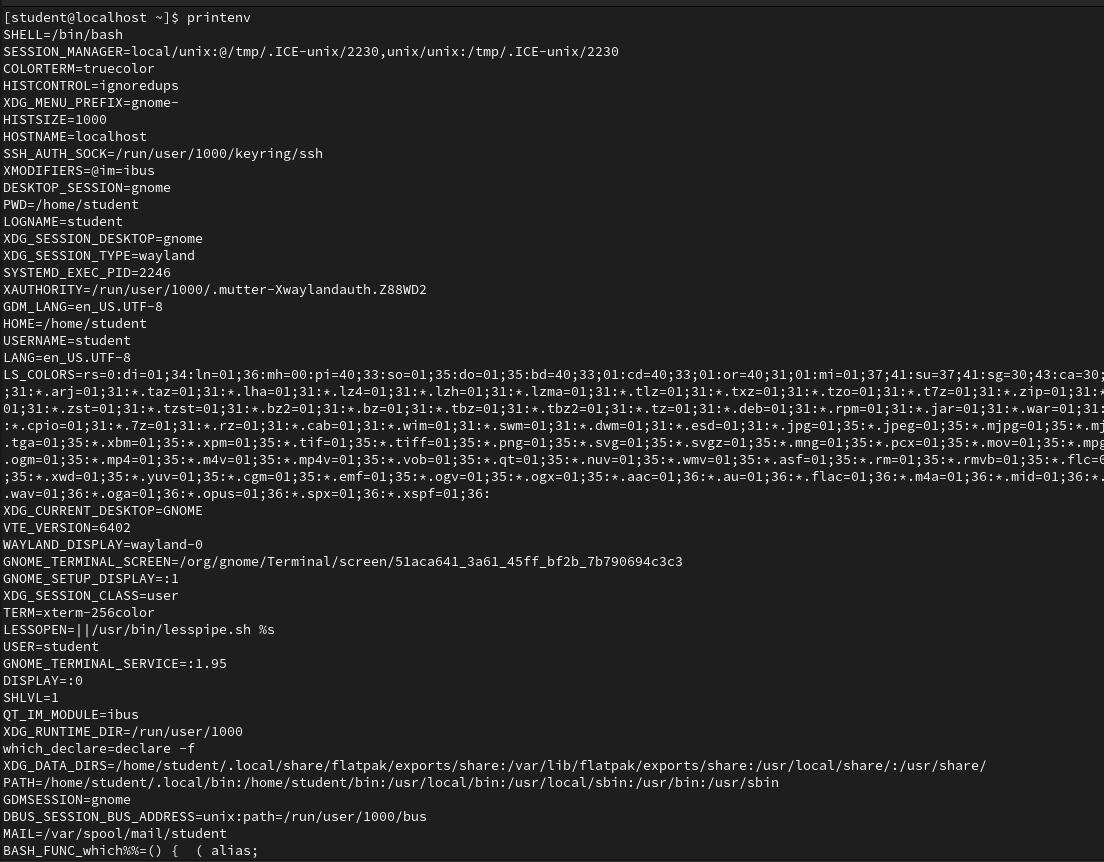 [student@localhost ~]$ printenv
SHELL=/bin/bash
SESSION_MANAGER=local/unix:@/tmp/.ICE-unix/2230,unix/unix:/tmp/.ICE-unix/2230
COLORTERM=truecolor
HISTCONTROL=ignoredups
XDG_MENU_PREFIX=gnome-
HISTSIZE=1000
HOSTNAME=localhost
SSH_AUTH_SOCK=/run/user/1000/keyring/ssh
XMODIFIERS=@im=ibus
DESKTOP_SESSION=gnome
PWD=/home/student
LOGNAME=student
XDG_SESSION_DESKTOP=gnome
XDG_SESSION_TYPE=wayland
SYSTEMD_EXEC_PID=2246
XAUTHORITY=/run/user/1000/.mutter-Xwaylandauth.Z88WD2
GDM_LANG=en_US.UTF-8
HOME=/home/student
USERNAME=student
LANG=en_US.UTF-8
LS_COLORS=rs=0:di=01;34:ln=01;36:mh=00:pi=40;33:so=01;35:do=01;35:bd=40;33;01:cd=40;33;01:or=40;31;01:mi=01;37;41:su=37;41:sg=30;43:ca=30;
;31:*.arj=01;31:*.taz=01;31:*.lha=01;31:*.lz4=01;31:*.lzh=01;31:*.lzma=01;31:*.tlz=01;31:*.txz=01;31:*.tzo=01;31:*.t7z=01;31:*.zip=01;31:*
01;31:*.zst=01;31:*.tzst=01;31:*.bz2=01;31:*.bz=01;31:*.tbz=01;31:*.tbz2=01;31:*.tz=01;31:*.deb=01;31:*.rpm=01;31:*.jar=01;31:*.war=01;31:
:*.cpio=01;31:*.7z=01;31:*.rz=01;31:*.cab=01;31:*.wim=01;31:*.swm=01;31:*.dwm=01;31:*.esd=01;31:*.jpg=01;35:*.jpeg=01;35:*.mjpg=01;35:*.mj
.tga=01;35:*.xbm=01;35:*.xpm=01;35:*.tif=01;35:*.tiff=01;35:*.png=01;35:*.svg=01;35:*.svgz=01;35:*.mng=01;35:*.pcx=01;35:*.mov=01;35:*.mpg
.ogm=01;35:*.mp4=01;35:*.m4v=01;35:*.mp4v=01;35:*.vob=01;35:*.qt=01;35:*.nuv=01;35:*.wmv=01;35:*.asf=01;35:*.rm=01;35:*.rmvb=01;35:*.flc=0
;35:*.xwd=01;35:*.yuv=01;35:*.cgm=01;35:*.emf=01;35:*.ogv=01;35:*.ogx=01;35:*.aac=01;36:*.au=01;36:*.flac=01;36:*.m4a=01;36:*.mid=01;36:*.
.wav=01;36:*.oga=01;36:*.opus=01;36:*.spx=01;36:*.xspf=01;36:
XDG_CURRENT_DESKTOP=GNOME
VTE_VERSION=6402
WAYLAND_DISPLAY=wayland-0
GNOME_TERMINAL_SCREEN=/org/gnome/Terminal/screen/51aca641_3a61_45ff_bf2b_7b790694c3c3
GNOME_SETUP_DISPLAY=:1
XDG_SESSION_CLASS=user
TERM=xterm-256color
LESSOPEN=||/usr/bin/lesspipe.sh %s
USER=student
GNOME_TERMINAL_SERVICE=:1.95
DISPLAY=:0
SHLVL=1
QT_IM_MODULE=ibus
XDG_RUNTIME_DIR=/run/user/1000
which_declare=declare -f
XDG_DATA_DIRS=/home/student/.local/share/flatpak/exports/share:/var/lib/flatpak/exports/share:/usr/local/share/:/usr/share/
PATH=/home/student/.local/bin:/home/student/bin:/usr/local/bin:/usr/local/sbin:/usr/bin:/usr/sbin
GDMSESSION=gnome
DBUS_SESSION_BUS_ADDRESS=unix:path=/run/user/1000/bus
MAIL=/var/spool/mail/student
BASH_FUNC_which%%=() {  ( alias;